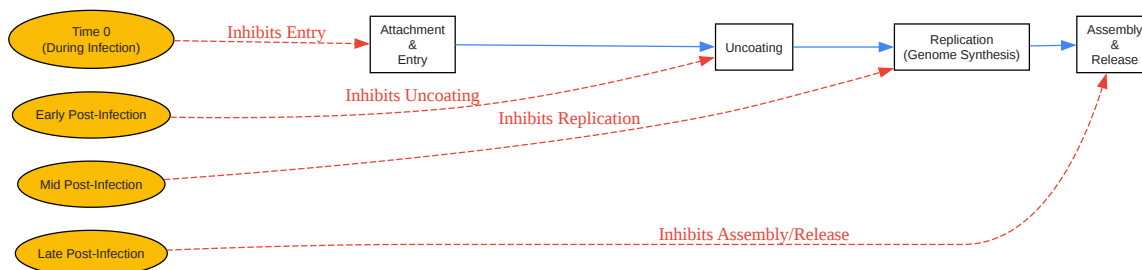 Time 0
(During Infection)
Inhibits Entry
Attachment
&
Entry
Uncoating
Replication
(Genome Synthesis)
Assembly
&
Release
Early Post-Infection
Inhibits Uncoating
Inhibits Replication
Mid Post-Infection
Late Post-Infection
Inhibits Assembly/Release